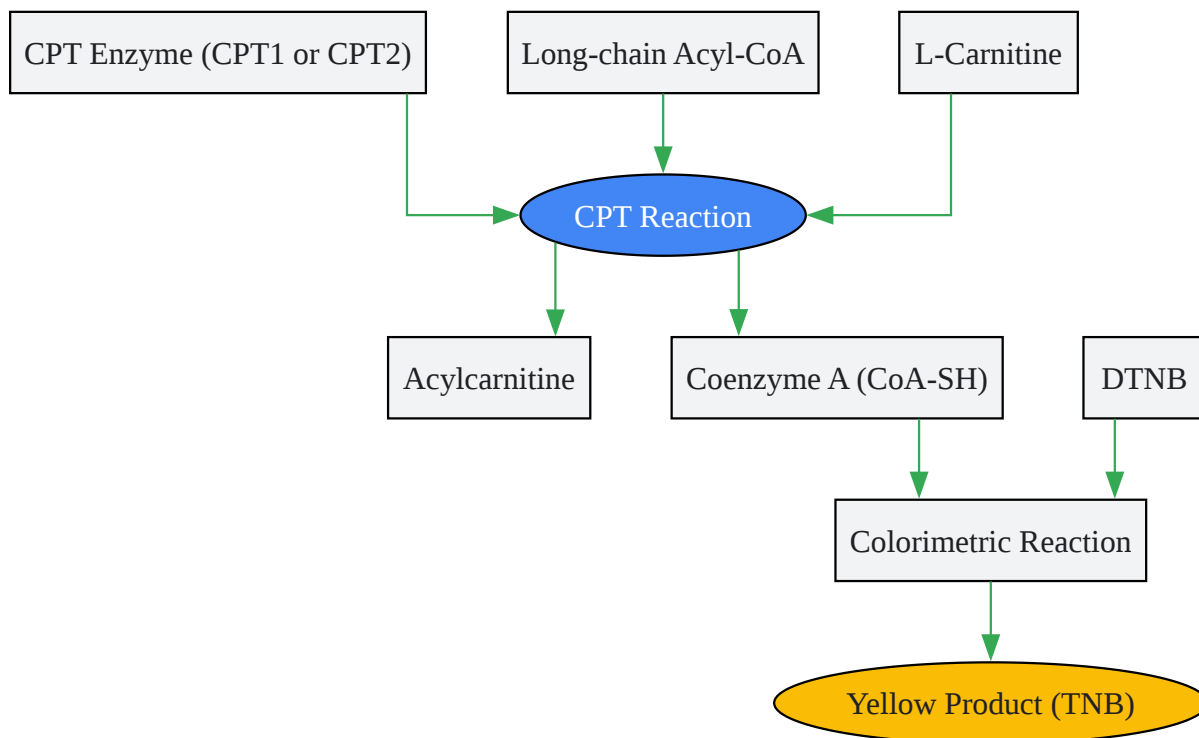 CPT Enzyme (CPT1 or CPT2)
Long-chain Acyl-CoA
L-Carnitine
CPT Reaction
Acylcarnitine
Coenzyme A (CoA-SH)
DTNB
Colorimetric Reaction
Yellow Product (TNB)